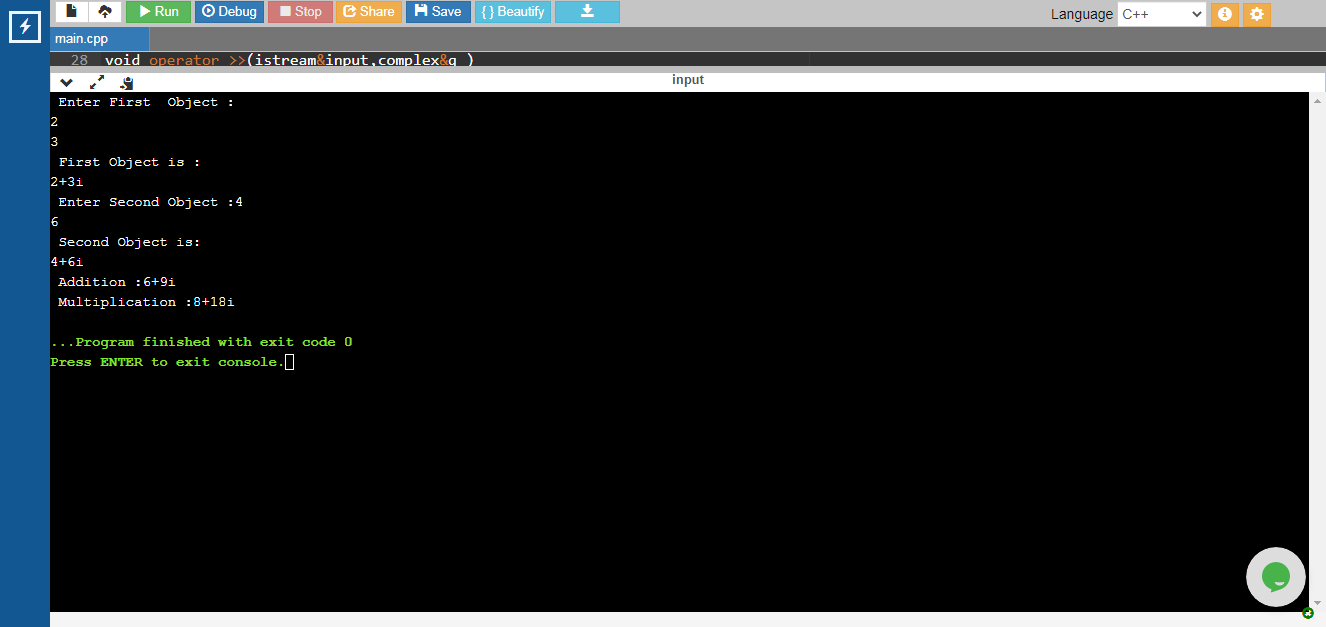 Run Debug Stop Share Save { } Beautify Language C++
main.cpp
28 void operator >>(istream&input,complex&q )
input
Enter First  Object :
2
3
First Object is :
2+3i
Enter Second Object :4
6
Second Object is:
4+6i
Addition :6+9i
Multiplication :8+18i
...Program finished with exit code 0
Press ENTER to exit console.